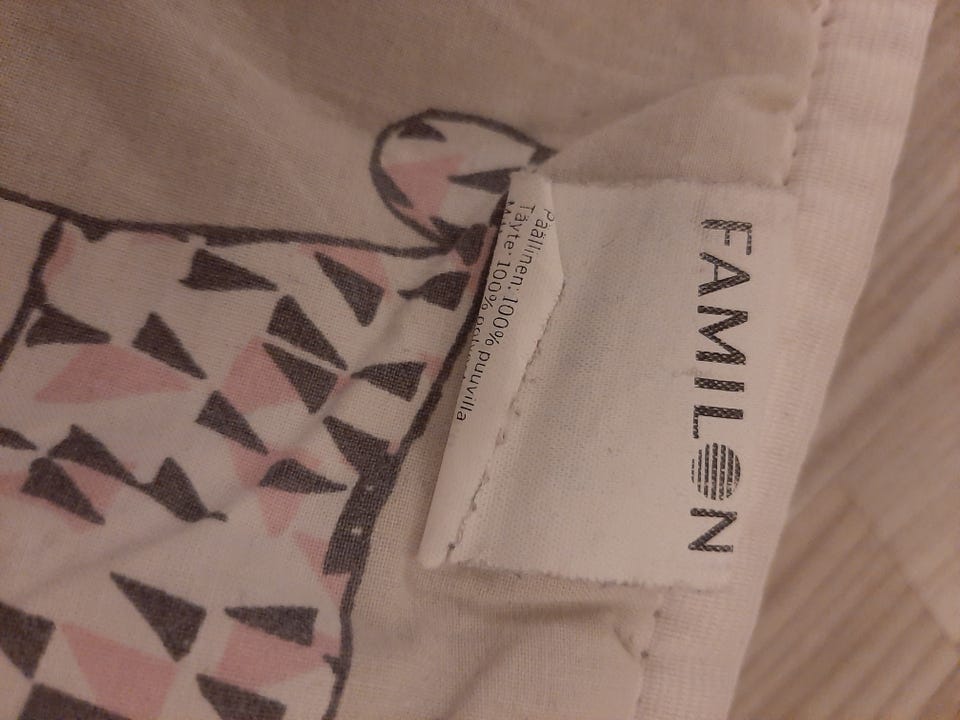 FAMILON
Päällinen: 100% puuvilla
Täyte: 100%